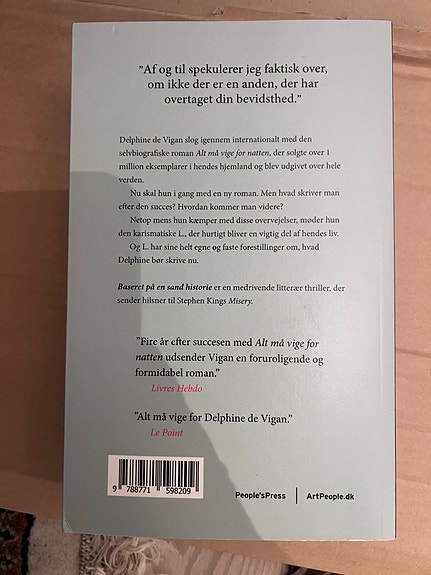 ”Af og til spekulerer jeg faktisk over,
om ikke der er en anden, der har
overtaget din bevidsthed.”
Delphine de Vigan slog igennem internationalt med den
selvbiografiske roman Alt må vige for natten, der solgte over 1
million eksemplarer i hendes hjemland og blev udgivet over hele
verden.
Nu skal hun i gang med en ny roman. Men hvad skriver man
efter den succes? Hvordan kommer man videre?
Netop mens hun kæmper med disse overvejelser, møder hun
den karismatiske L., der hurtigt bliver en vigtig del af hendes liv.
Og L. har sine helt egne og faste forestillinger om, hvad
Delphine bør skrive nu.
Baseret på en sand historie er en medrivende litterær thriller, der
sender hilsner til Stephen Kings Misery.
”Fire år efter succesen med Alt må vige for
natten udsender Vigan en foruroligende og
formidabel roman.”
Livres Hebdo
”Alt må vige for Delphine de Vigan.”
Le Point
9 788771 598209
People'sPress | ArtPeople.dk